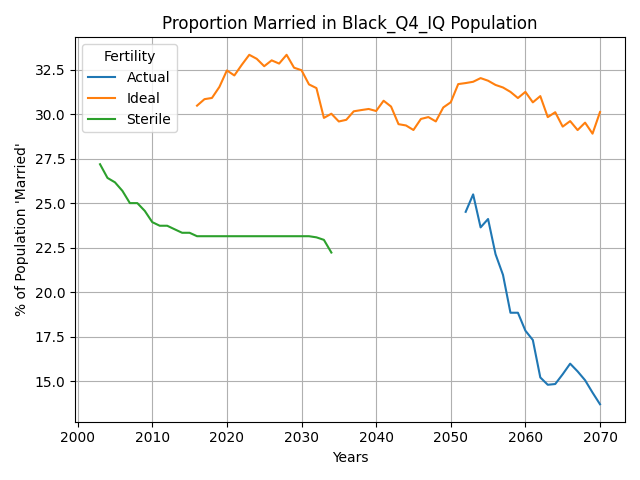 Proportion Married in Black_Q4_IQ Population
% of Population 'Married'
32.5
30.0
27.5
25.0
22.5
20.0
17.5
15.0
Fertility
Actual
Ideal
Sterile
2000 2010 2020 2030 2040 2050 2060 2070
Years